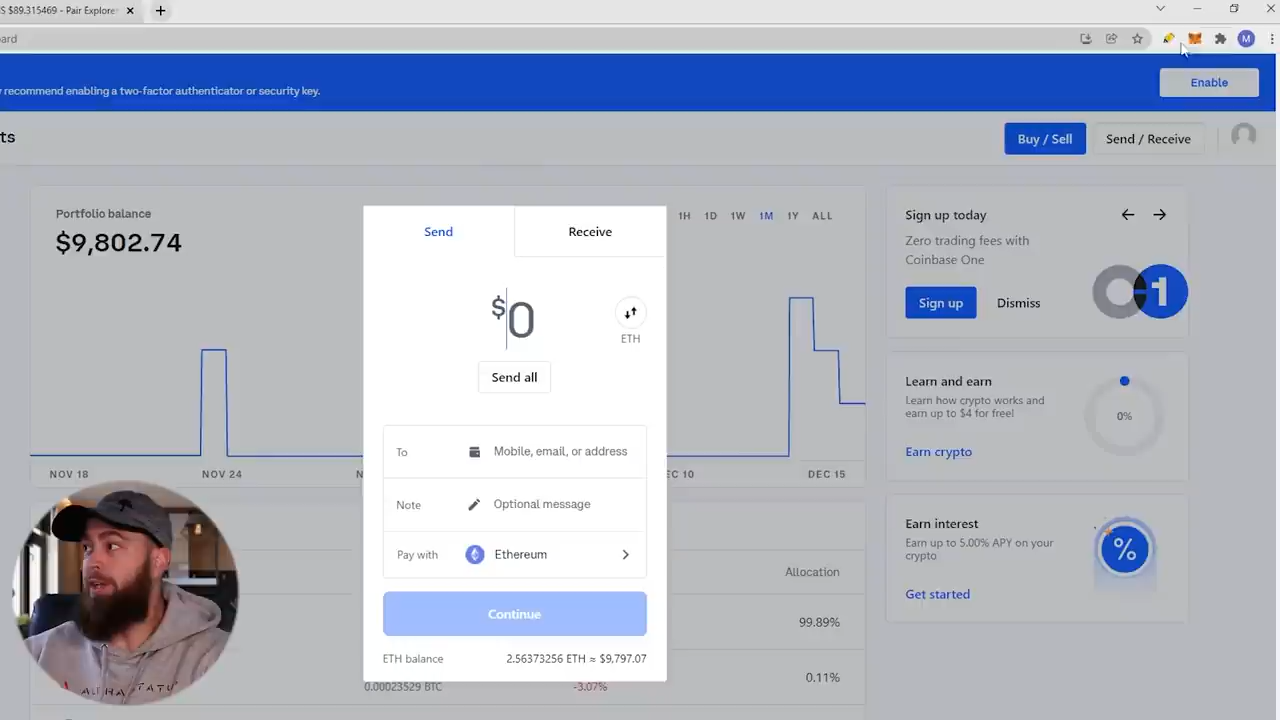 S $89.315469 - Pair Explore
ard
M
recommend enabling a two-factor authenticator or security key.
Enable
ts
Buy / Sell
Send / Receive
Portfolio balance
$9,802.74
1H 1D 1W 1M 1Y ALL
Send
Receive
$0
ETH
Send all
To
Mobile, email, or address
Note
Optional message
Pay with
Ethereum
Continue
ETH balance
2.56373256 ETH ≈ $9,797.07
NOV 18
NOV 24
DEC 15
Sign up today
Zero trading fees with
Coinbase One
Sign up
Dismiss
1
Learn and earn
Learn how crypto works and
earn up to $4 for free!
0%
Earn crypto
Earn interest
Earn up to 5.00% APY on your
crypto
%
Get started
Allocation
99.89%
0.11%
0.00023529 BTC
-3.07%